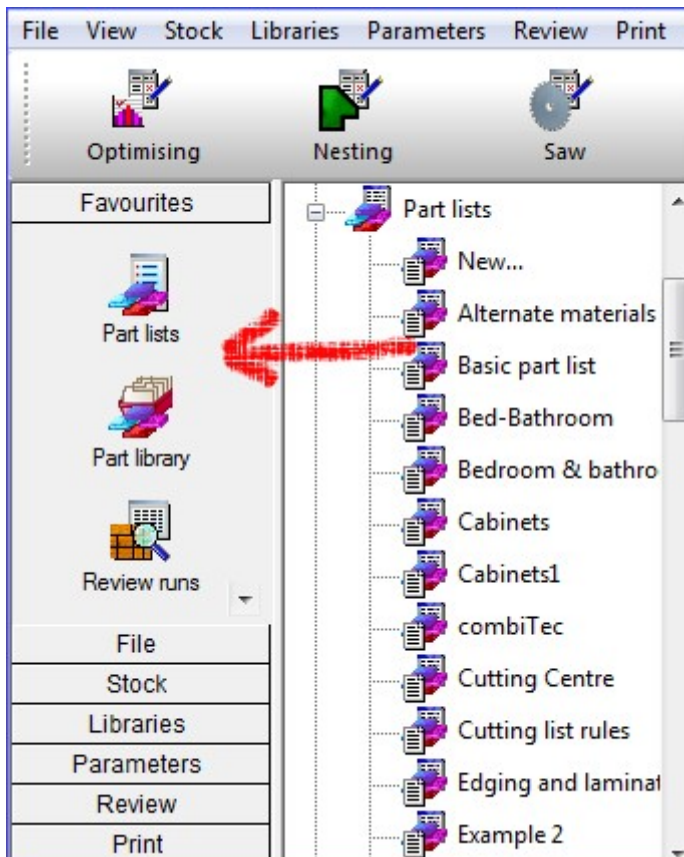 File View Stock Libraries Parameters Review Print
Optimising Nesting Saw
Favourites
Part lists
Part library
Review runs
File
Stock
Libraries
Parameters
Review
Print
Part lists
New...
Alternate materials
Basic part list
Bed-Bathroom
Bedroom & bathro
Cabinets
Cabinets1
combiTec
Cutting Centre
Cutting list rules
Edging and laminat
Example 2